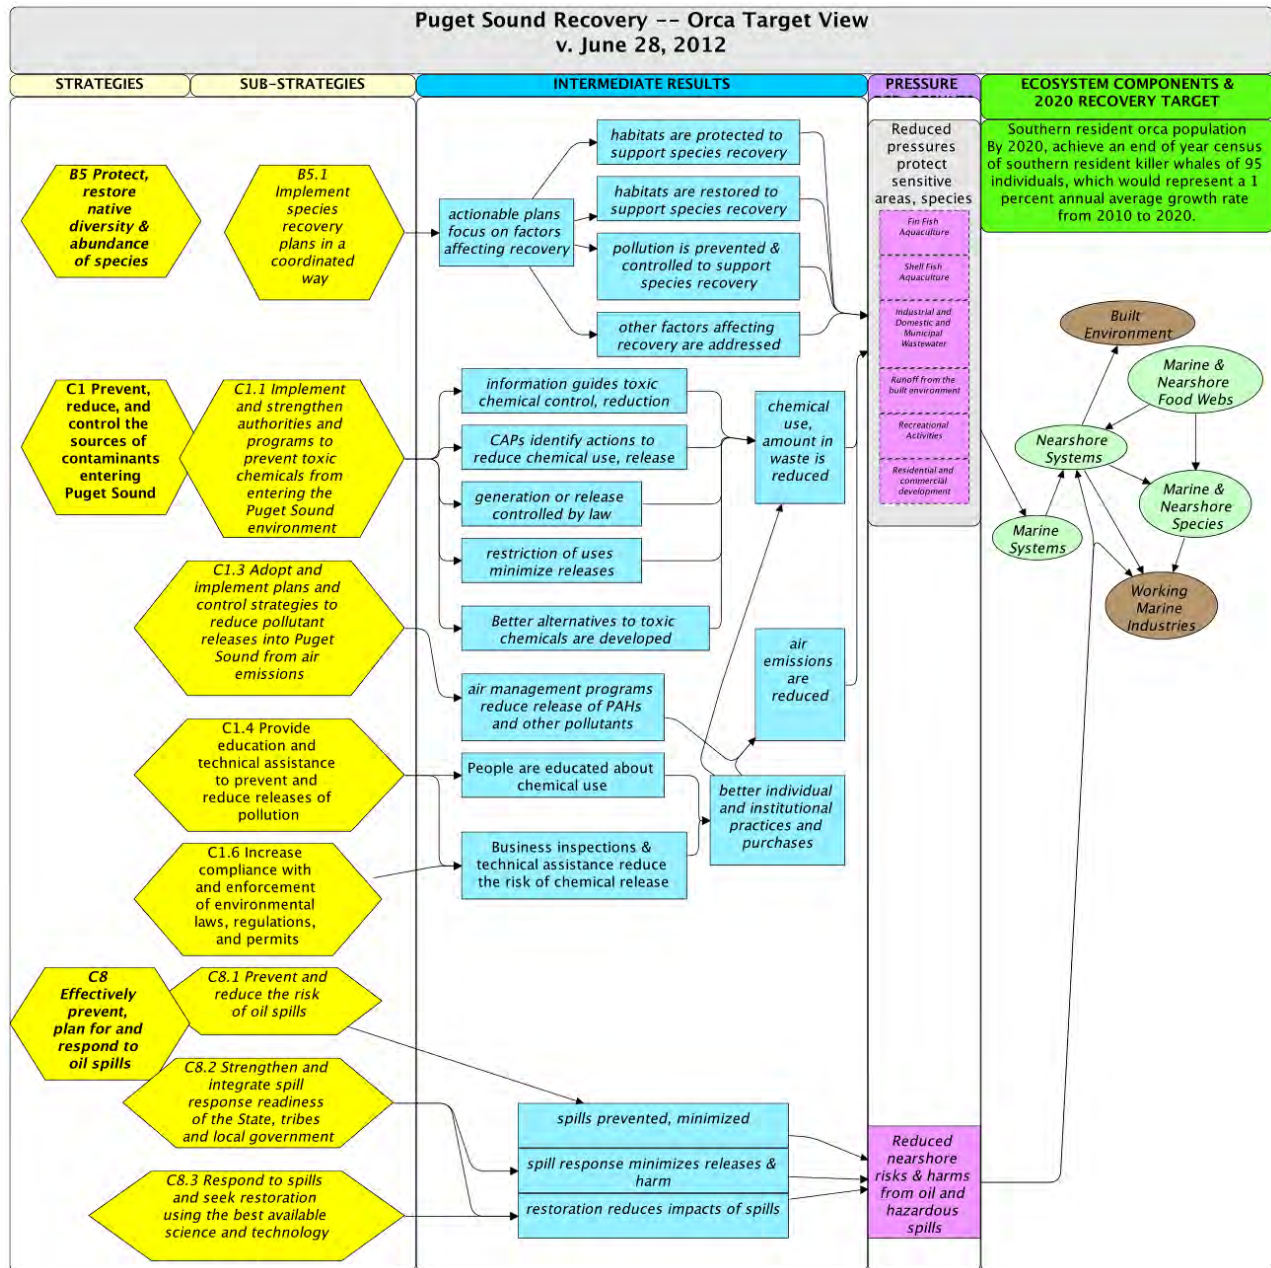 Puget Sound Recovery -- Orca Target View
v. June 28, 2012
STRATEGIES
SUB-STRATEGIES
INTERMEDIATE RESULTS
PRESSURE
ECOSYSTEM COMPONENTS &
2020 RECOVERY TARGET
B5 Protect,
restore
native
diversity &
abundance
of species
B5.1
Implement
species
recovery
plans in a
coordinated
way
actionable plans
focus on factors
affecting recovery
habitats are protected to
support species recovery
habitats are restored to
support species recovery
pollution is prevented &
controlled to support
species recovery
other factors affecting
recovery are addressed
Reduced
pressures
protect
sensitive
areas, species
Fin Fish
Aquaculture
Shell Fish
Aquaculture
Industrial and
Domestic and
Municipal
Wastewater
Runoff from the
built environment
Recreational
Activities
Residential and
commercial
development
Southern resident orca population
By 2020, achieve an end of year census
of southern resident killer whales of 95
individuals, which would represent a 1
percent annual average growth rate
from 2010 to 2020.
Built
Environment
Marine &
Nearshore
Food Webs
Nearshore
Systems
Marine &
Nearshore
Species
Marine
Systems
Working
Marine
Industries
C1 Prevent,
reduce, and
control the
sources of
contaminants
entering
Puget Sound
C1.1 Implement
and strengthen
authorities and
programs to
prevent toxic
chemicals from
entering the
Puget Sound
environment
information guides toxic
chemical control, reduction
CAPs identify actions to
reduce chemical use, release
generation or release
controlled by law
restriction of uses
minimize releases
Better alternatives to toxic
chemicals are developed
chemical
use,
amount in
waste is
reduced
C1.3 Adopt and
implement plans and
control strategies to
reduce pollutant
releases into Puget
Sound from air
emissions
air management programs
reduce release of PAHs
and other pollutants
air
emissions
are
reduced
C1.4 Provide
education and
technical assistance
to prevent and
reduce releases of
pollution
People are educated about
chemical use
better individual
and institutional
practices and
purchases
C1.6 Increase
compliance with
and enforcement
of environmental
laws, regulations,
and permits
Business inspections &
technical assistance reduce
the risk of chemical release
C8
Effectively
prevent,
plan for and
respond to
oil spills
C8.1 Prevent and
reduce the risk
of oil spills
C8.2 Strengthen and
integrate spill
response readiness
of the State, tribes
and local government
C8.3 Respond to spills
and seek restoration
using the best available
science and technology
spills prevented, minimized
spill response minimizes releases &
harm
restoration reduces impacts of spills
Reduced
nearshore
risks & harms
from oil and
hazardous
spills